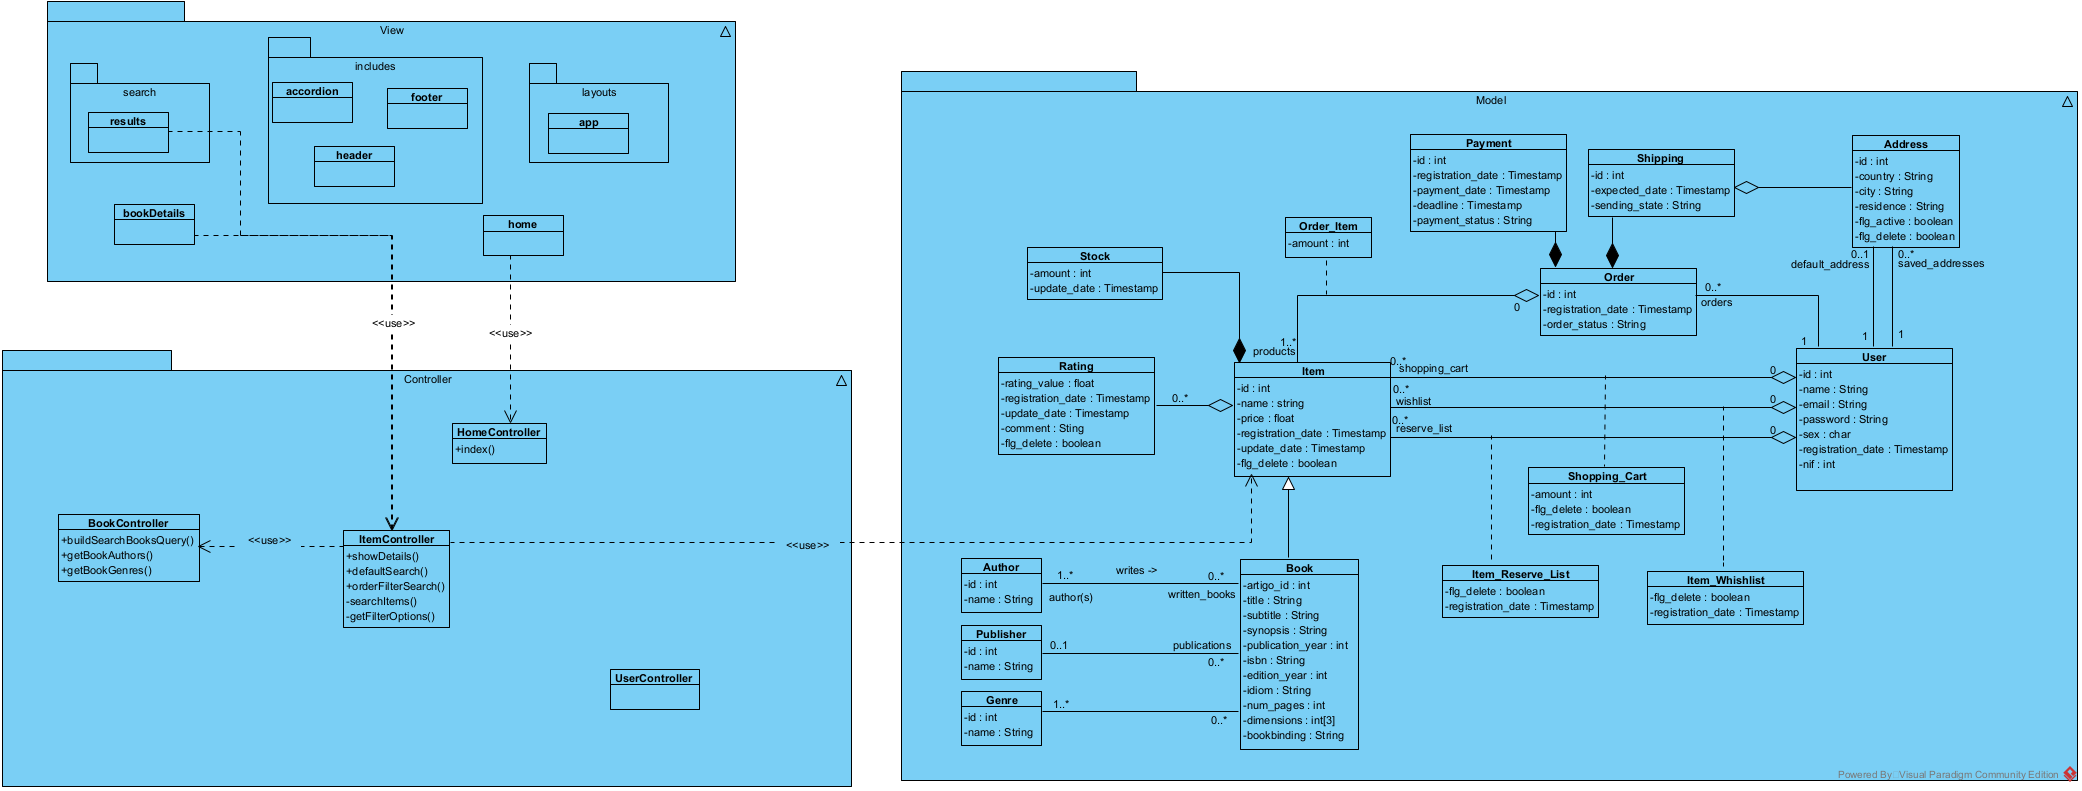 View
search
results
includes
accordion
footer
header
layouts
app
bookDetails
home
<<use>>
<<use>>
Controller
HomeController
+index()
BookController
+buildSearchBooksQuery()
+getBookAuthors()
+getBookGenres()
<<use>>
ItemController
+showDetails()
+defaultSearch()
+orderFilterSearch()
-searchItems()
-getFilterOptions()
<<use>>
UserController
Model
Payment
-id : int
-registration_date : Timestamp
-payment_date : Timestamp
-deadline : Timestamp
-payment_status : String
Shipping
-id : int
-expected_date : Timestamp
-sending_state : String
Address
-id : int
-country : String
-city : String
-residence : String
-flg_active : boolean
-flg_delete : boolean
0..1
default_address
0..*
saved_addresses
1
1
Order_Item
-amount : int
Stock
-amount : int
-update_date : Timestamp
Order
-id : int
-registration_date : Timestamp
-order_status : String
0
0..*
orders
1
1..*
products
Rating
-rating_value : float
-registration_date : Timestamp
-update_date : Timestamp
-comment : Sting
-flg_delete : boolean
0..*
Item
-id : int
-name : string
-price : float
-registration_date : Timestamp
-update_date : Timestamp
-flg_delete : boolean
0..*
shopping_cart
0
0..*
wishlist
0
0..*
reserve_list
0
User
-id : int
-name : String
-email : String
-password : String
-sex : char
-registration_date : Timestamp
-nif : int
Shopping_Cart
-amount : int
-flg_delete : boolean
-registration_date : Timestamp
Item_Reserve_List
-flg_delete : boolean
-registration_date : Timestamp
Item_Whishlist
-flg_delete : boolean
-registration_date : Timestamp
Author
-id : int
-name : String
1..*
author(s)
writes ->
0..*
written_books
Publisher
-id : int
-name : String
0..1
publications
0..*
Genre
-id : int
-name : String
1..*
0..*
Book
-artigo_id : int
-title : String
-subtitle : String
-synopsis : String
-publication_year : int
-isbn : String
-edition_year : int
-idiom : String
-num_pages : int
-dimensions : int[3]
-bookbinding : String
Powered By Visual Paradigm Community Edition